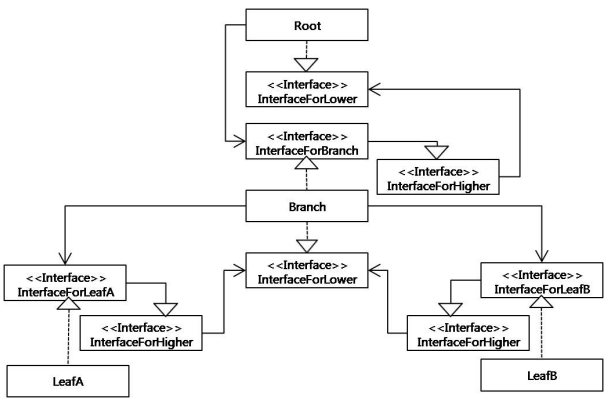 Root
<<Interface>>
InterfaceForLower
<<Interface>>
InterfaceForBranch
<<Interface>>
InterfaceForHigher
Branch
<<Interface>>
InterfaceForLower
<<Interface>>
InterfaceForLeafA
<<Interface>>
InterfaceForLeafB
<<Interface>>
InterfaceForHigher
<<Interface>>
InterfaceForHigher
LeafA
LeafB